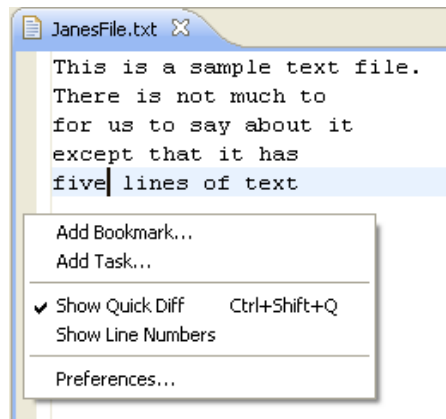 JanesFile.txt
This is a sample text file.
There is not much to
for us to say about it
except that it has
five lines of text
Add Bookmark...
Add Task...
Show Quick Diff Ctrl+Shift+Q
Show Line Numbers
Preferences...